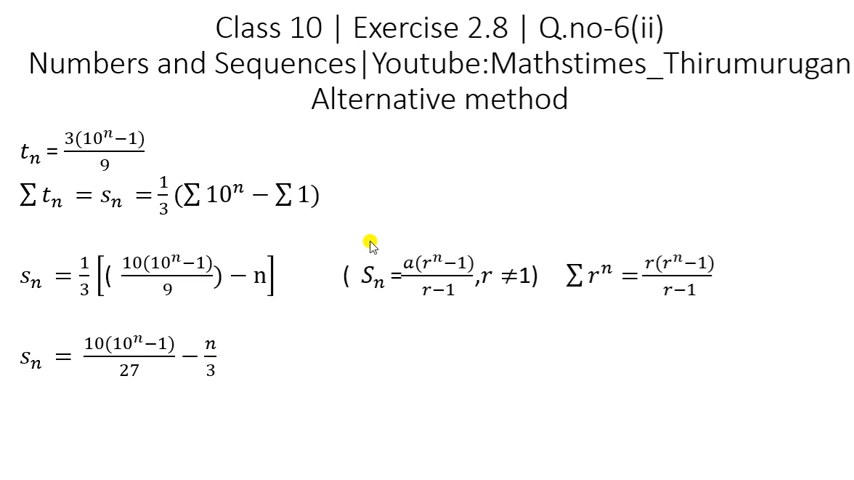 Class 10 | Exercise 2.8 | Q.no-6(ii)
Numbers and Sequences|Youtube:Mathstimes_Thirumurugan
Alternative method
tₙ = 3(10ⁿ−1)/9
∑ tₙ = sₙ = 1/3 (∑ 10ⁿ − ∑ 1)
sₙ = 1/3 [( 10(10ⁿ−1)/9 ) − n] ( Sₙ = a(rⁿ−1)/r−1 , r ≠1) ∑ rⁿ = r(rⁿ−1)/r−1
sₙ = 10(10ⁿ−1)/27 − n/3